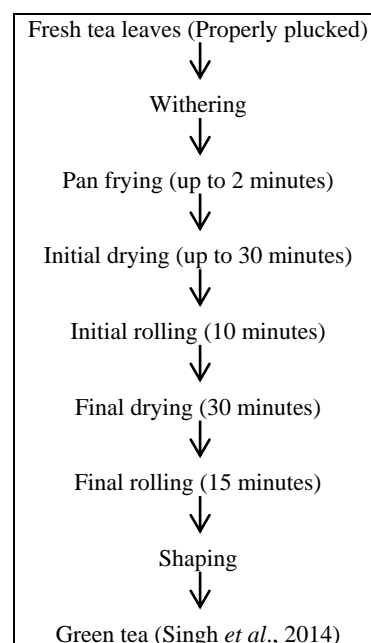 Fresh tea leaves (Properly plucked)
Withering
Pan frying (up to 2 minutes)
Initial drying (up to 30 minutes)
Initial rolling (10 minutes)
Final drying (30 minutes)
Final rolling (15 minutes)
Shaping
Green tea (Singh et al., 2014)